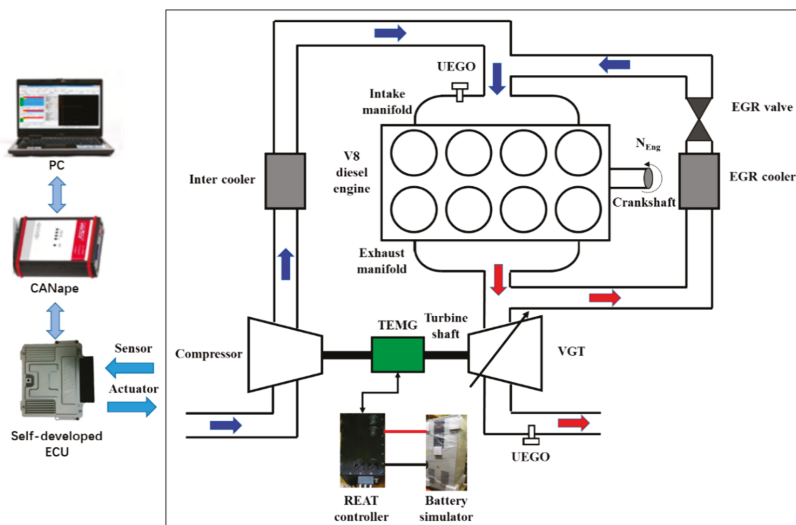 UEGO
Intake
manifold
EGR valve
PC
Inter cooler
V8
diesel
engine
N_Eng
EGR cooler
Crankshaft
CANape
Exhaust
manifold
TEMG
Turbine
shaft
Compressor
VGT
Sensor
Actuator
Self-developed
ECU
UEGO
REAT
controller
Battery
simulator